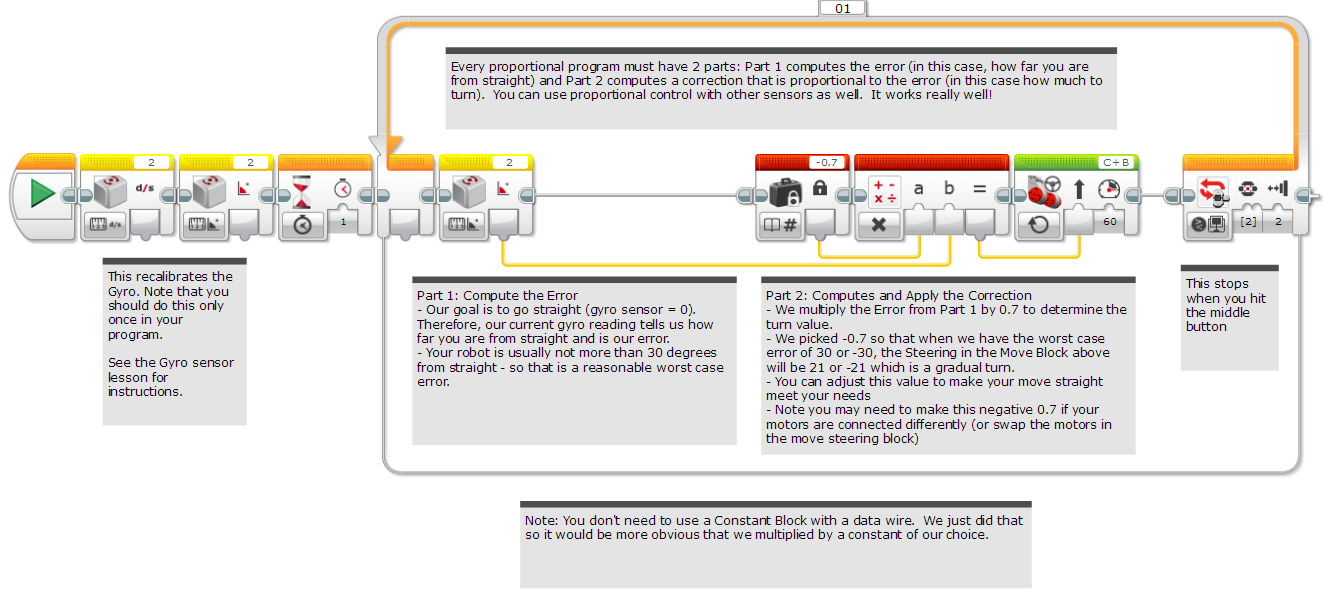 01
Every proportional program must have 2 parts: Part 1 computes the error (in this case, how far you are
from straight) and Part 2 computes a correction that is proportional to the error (in this case how much to
turn).  You can use proportional control with other sensors as well.  It works really well!
2
d/s
d/s
2
1
2
-0.7
#
a b =
C+B
60
[2] 2
This recalibrates the
Gyro. Note that you
should do this only
once in your
program.
See the Gyro sensor
lesson for
instructions.
Part 1: Compute the Error
- Our goal is to go straight (gyro sensor = 0).
Therefore, our current gyro reading tells us how
far you are from straight and is our error.
- Your robot is usually not more than 30 degrees
from straight - so that is a reasonable worst case
error.
Part 2: Computes and Apply the Correction
- We multiply the Error from Part 1 by 0.7 to determine the
turn value.
- We picked -0.7 so that when we have the worst case
error of 30 or -30, the Steering in the Move Block above
will be 21 or -21 which is a gradual turn.
- You can adjust this value to make your move straight
meet your needs
- Note you may need to make this negative 0.7 if your
motors are connected differently (or swap the motors in
the move steering block)
This stops
when you hit
the middle
button
Note: You don't need to use a Constant Block with a data wire.  We just did that
so it would be more obvious that we multiplied by a constant of our choice.